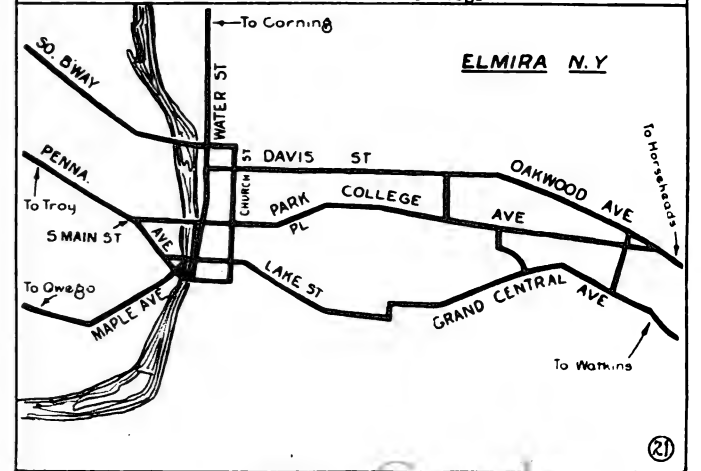 To Corning
SO. B'WAY
WATER ST
ELMIRA N.Y
PENNA.
CHURCH ST
DAVIS ST
OAKWOOD AVE
To Horseheads
To Troy
PARK PL
COLLEGE AVE
S MAIN ST
AVE
To Owego
MAPLE AVE
LAKE ST
GRAND CENTRAL AVE
To Watkins
21